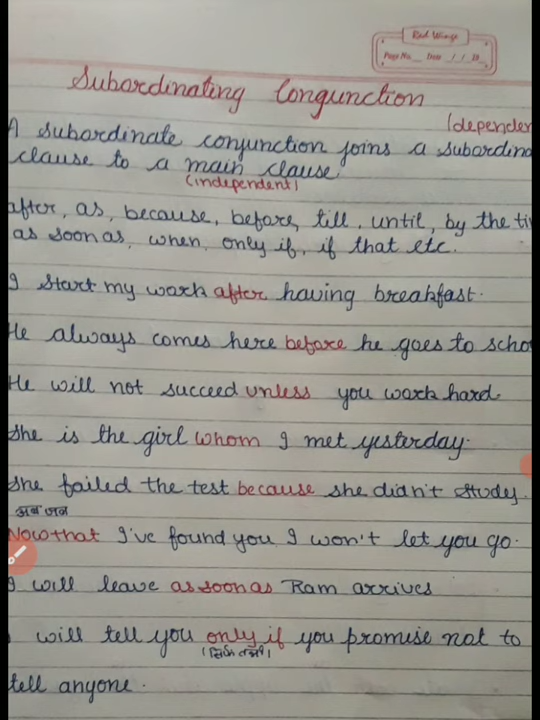 Red Wings
Page No. Date / / 20
Subordinating Congunction
(dependen
A subordinate conjunction joins a subordina
clause to a main clause.
(independent)
after, as, because, before, till, until, by the ti
as soon as, when, only if, if that etc.
I start my work after having breakfast.
He always comes here before he goes to scho
He will not succeed unless you work hard.
She is the girl whom I met yesterday.
She failed the test because she didn't study.
अब जब
Now that I've found you I won't let you go.
I will leave as soon as Ram arrives
will tell you only if you promise not to
(सिर्फ तभी)
tell anyone.